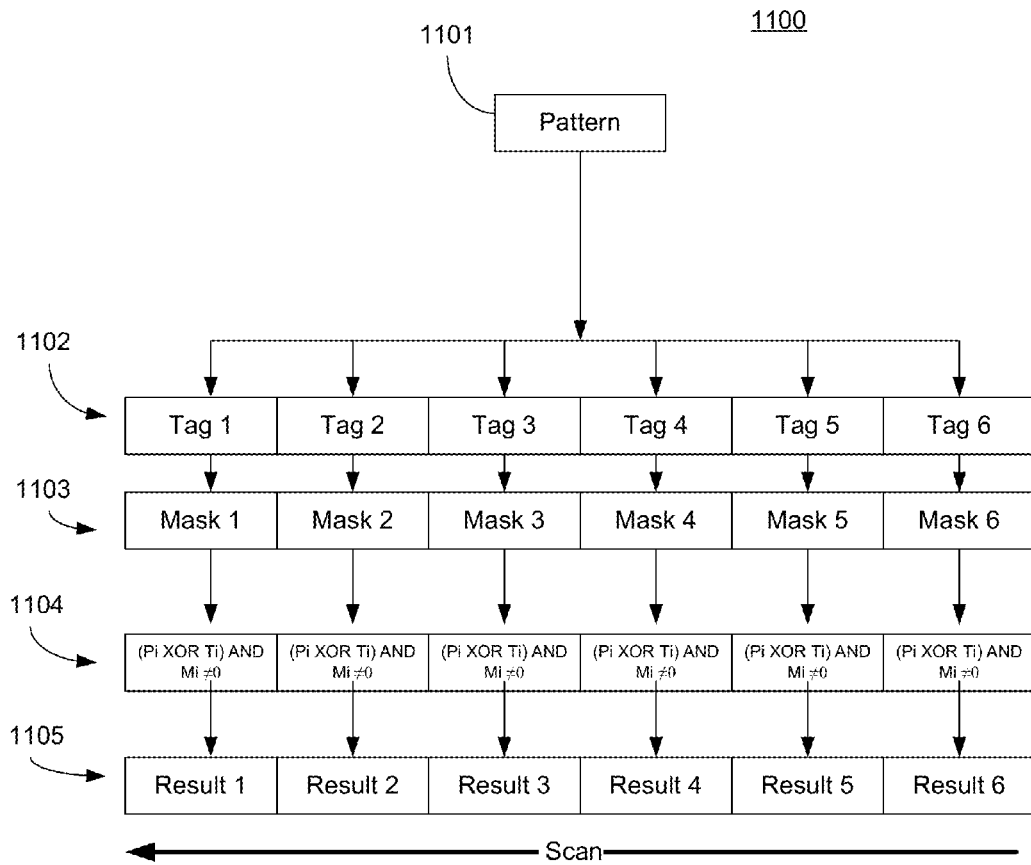 1100
1101
Pattern
1102
Tag 1 Tag 2 Tag 3 Tag 4 Tag 5 Tag 6
1103
Mask 1 Mask 2 Mask 3 Mask 4 Mask 5 Mask 6
1104
(Pi XOR Ti) AND (Pi XOR Ti) AND (Pi XOR Ti) AND (Pi XOR Ti) AND (Pi XOR Ti) AND (Pi XOR Ti) AND
Mi ≠0 Mi ≠0 Mi ≠0 Mi ≠0 Mi ≠0 Mi ≠0
1105
Result 1 Result 2 Result 3 Result 4 Result 5 Result 6
Scan